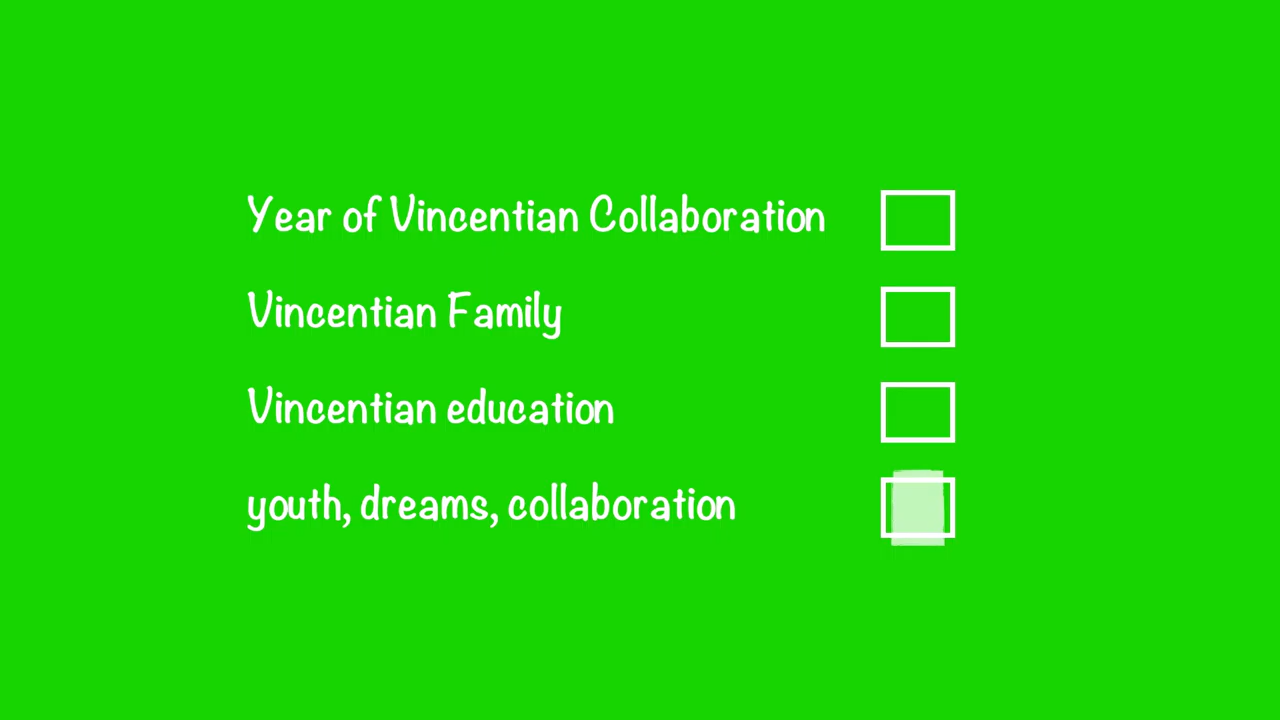 Year of Vincentian Collaboration
Vincentian Family
Vincentian education
youth, dreams, collaboration